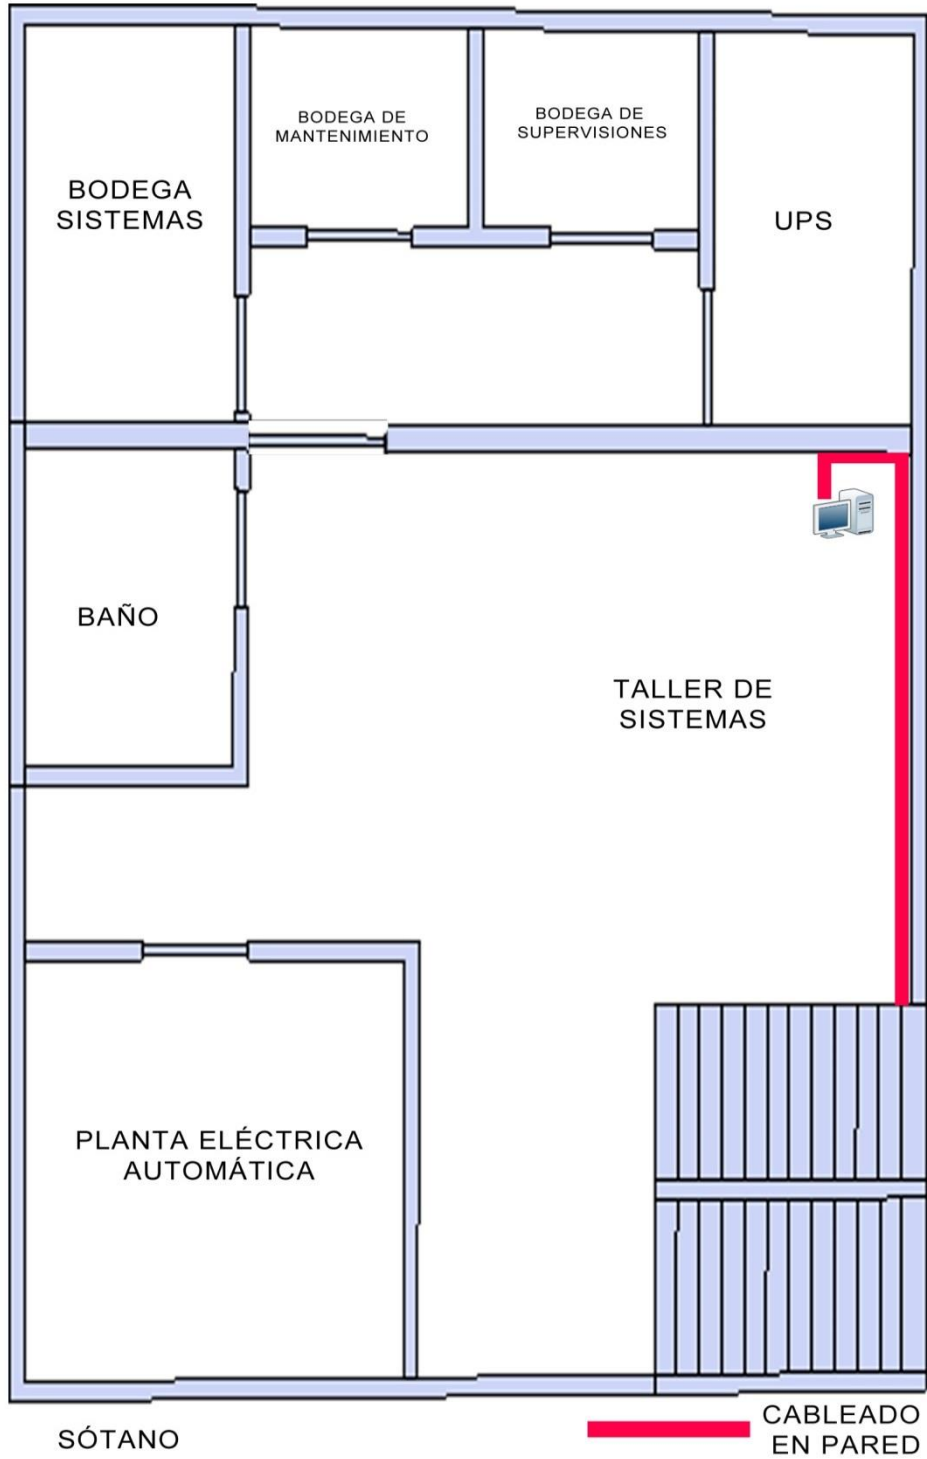 BODEGA DE
MANTENIMIENTO
BODEGA DE
SUPERVISIONES
BODEGA
SISTEMAS
UPS
BAÑO
TALLER DE
SISTEMAS
PLANTA ELÉCTRICA
AUTOMÁTICA
SÓTANO
CABLEADO
EN PARED